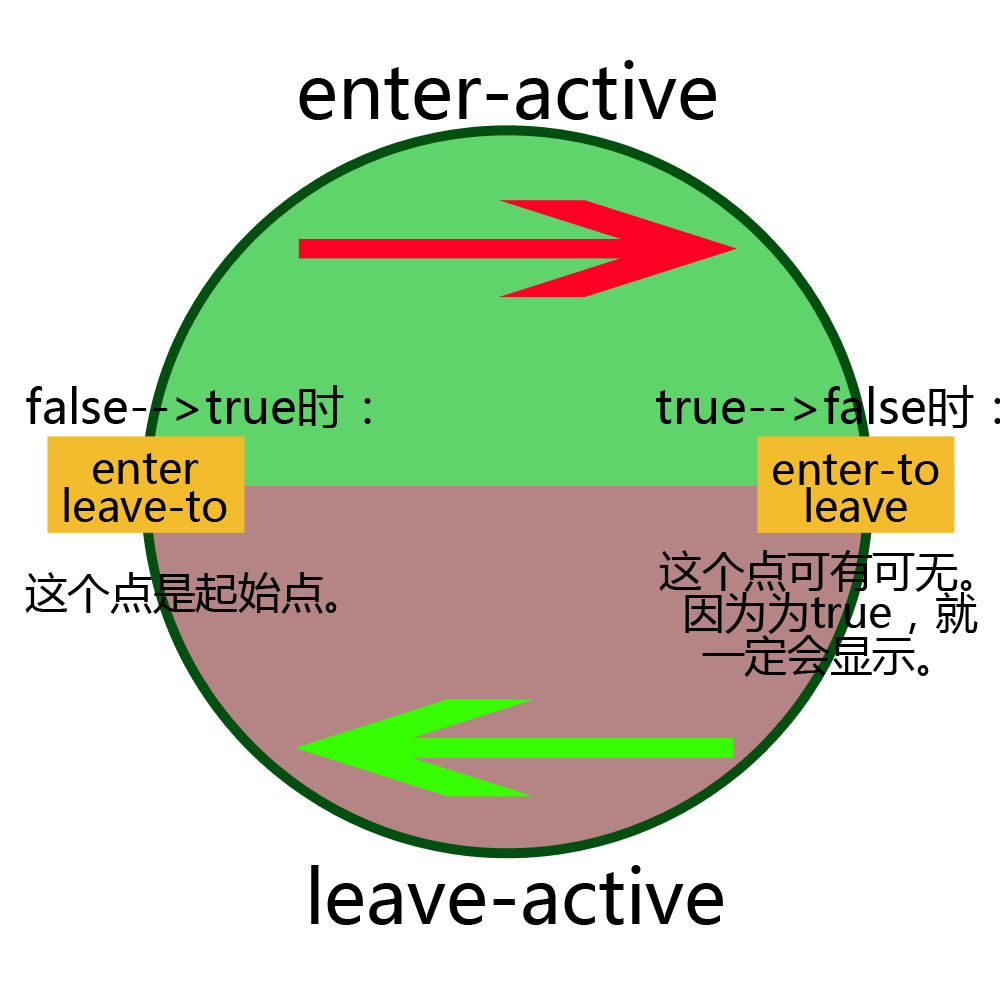 enter-active
false-->true时：
true-->false时：
enter
leave-to
enter-to
leave
这个点是起始点。
这个点可有可无。
因为为true，就
一定会显示。
leave-active